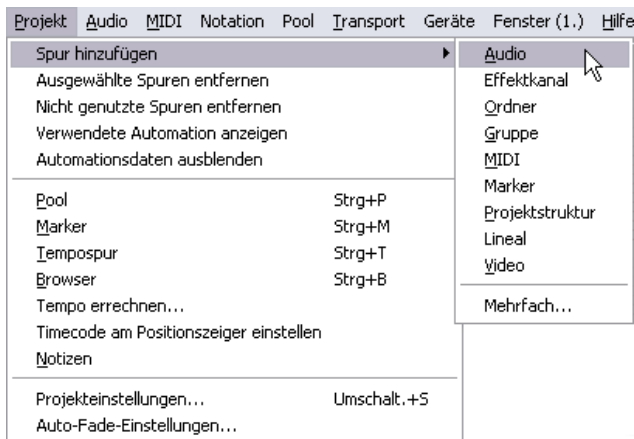 Projekt Audio MIDI Notation Pool Transport Geräte Fenster (1.) Hilfe
Spur hinzufügen
Ausgewählte Spuren entfernen
Nicht genutzte Spuren entfernen
Verwendete Automation anzeigen
Automationsdaten ausblenden
Pool Strg+P
Marker Strg+M
Tempospur Strg+T
Browser Strg+B
Tempo errechnen...
Timecode am Positionszeiger einstellen
Notizen
Projekteinstellungen... Umschalt.+S
Auto-Fade-Einstellungen...
Audio
Effektkanal
Ordner
Gruppe
MIDI
Marker
Projektstruktur
Lineal
Video
Mehrfach...